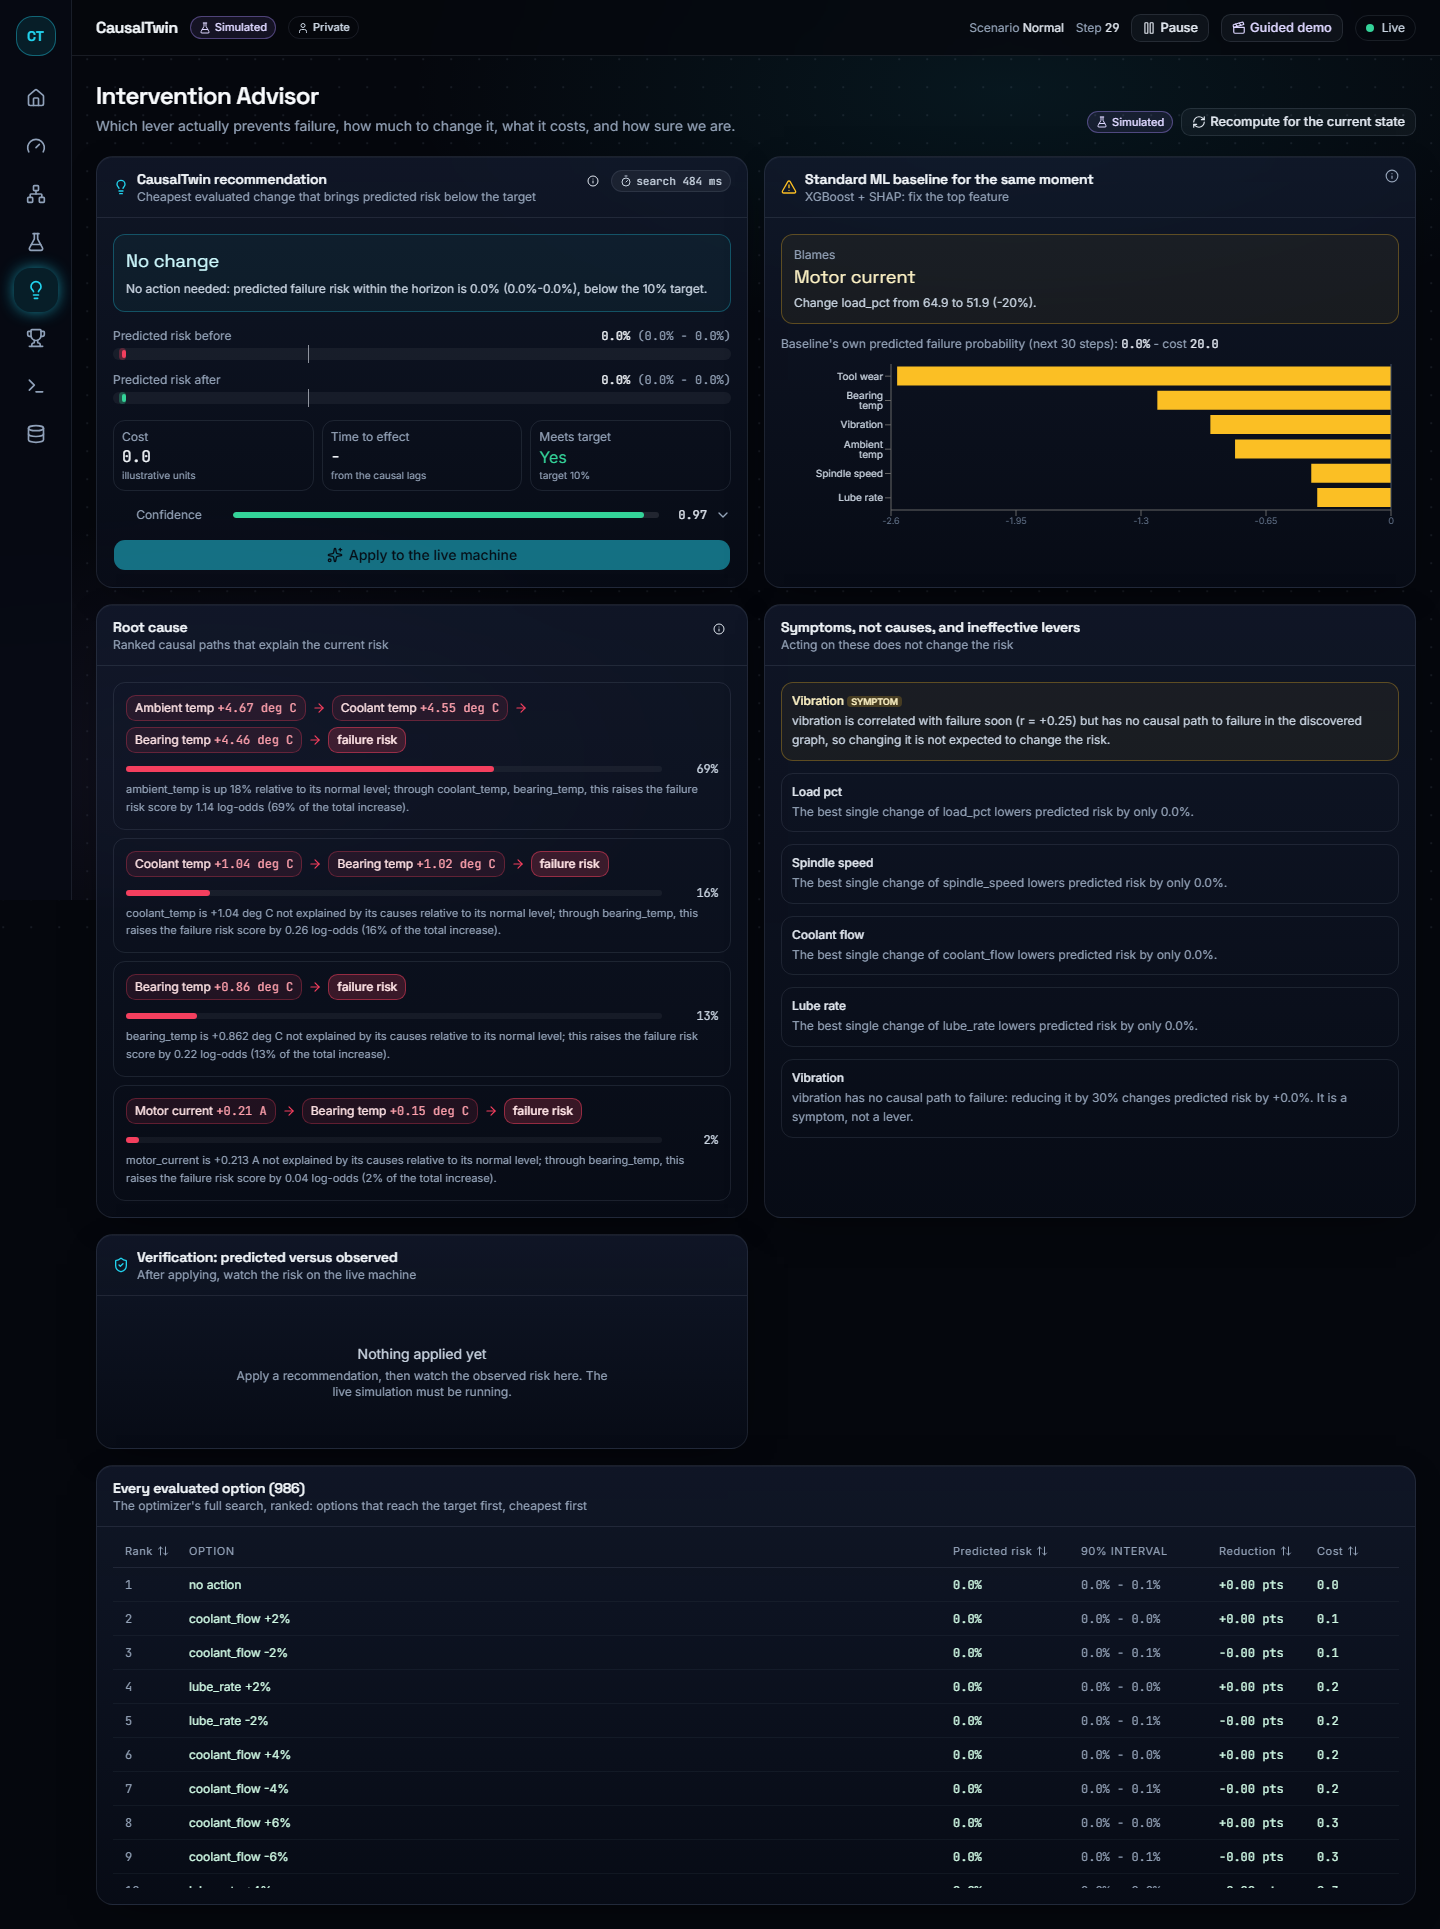 CT
CausalTwin
Simulated
Private
Scenario Normal
Step 29
Pause
Guided demo
Live
Intervention Advisor
Which lever actually prevents failure, how much to change it, what it costs, and how sure we are.
Simulated
Recompute for the current state
CausalTwin recommendation
Cheapest evaluated change that brings predicted risk below the target
search 484 ms
No change
No action needed: predicted failure risk within the horizon is 0.0% (0.0%-0.0%), below the 10% target.
Predicted risk before
0.0% (0.0% - 0.0%)
Predicted risk after
0.0% (0.0% - 0.0%)
Cost
0.0
illustrative units
Time to effect
-
from the causal lags
Meets target
Yes
target 10%
Confidence
0.97
Apply to the live machine
Standard ML baseline for the same moment
XGBoost + SHAP: fix the top feature
Blames
Motor current
Change load_pct from 64.9 to 51.9 (-20%).
Baseline's own predicted failure probability (next 30 steps): 0.0% - cost 20.0
Tool wear
Bearing
temp
Vibration
Ambient
temp
Spindle speed
Lube rate
-2.6
-1.95
-1.3
-0.65
0
Root cause
Ranked causal paths that explain the current risk
Ambient temp +4.67 deg C → Coolant temp +4.55 deg C →
Bearing temp +4.46 deg C → failure risk
69%
ambient_temp is up 18% relative to its normal level; through coolant_temp, bearing_temp, this raises the failure
risk score by 1.14 log-odds (69% of the total increase).
Coolant temp +1.04 deg C → Bearing temp +1.02 deg C → failure risk
16%
coolant_temp is +1.04 deg C not explained by its causes relative to its normal level; through bearing_temp, this
raises the failure risk score by 0.26 log-odds (16% of the total increase).
Bearing temp +0.86 deg C → failure risk
13%
bearing_temp is +0.862 deg C not explained by its causes relative to its normal level; this raises the failure risk
score by 0.22 log-odds (13% of the total increase).
Motor current +0.21 A → Bearing temp +0.15 deg C → failure risk
2%
motor_current is +0.213 A not explained by its causes relative to its normal level; through bearing_temp, this
raises the failure risk score by 0.04 log-odds (2% of the total increase).
Symptoms, not causes, and ineffective levers
Acting on these does not change the risk
Vibration SYMPTOM
vibration is correlated with failure soon (r = +0.25) but has no causal path to failure in the discovered
graph, so changing it is not expected to change the risk.
Load pct
The best single change of load_pct lowers predicted risk by only 0.0%.
Spindle speed
The best single change of spindle_speed lowers predicted risk by only 0.0%.
Coolant flow
The best single change of coolant_flow lowers predicted risk by only 0.0%.
Lube rate
The best single change of lube_rate lowers predicted risk by only 0.0%.
Vibration
vibration has no causal path to failure: reducing it by 30% changes predicted risk by +0.0%. It is a
symptom, not a lever.
Verification: predicted versus observed
After applying, watch the risk on the live machine
Nothing applied yet
Apply a recommendation, then watch the observed risk here. The
live simulation must be running.
Every evaluated option (986)
The optimizer's full search, ranked: options that reach the target first, cheapest first
Rank OPTION Predicted risk 90% INTERVAL Reduction Cost
1 no action 0.0% 0.0% - 0.1% +0.00 pts 0.0
2 coolant_flow +2% 0.0% 0.0% - 0.0% +0.00 pts 0.1
3 coolant_flow -2% 0.0% 0.0% - 0.1% -0.00 pts 0.1
4 lube_rate +2% 0.0% 0.0% - 0.0% +0.00 pts 0.2
5 lube_rate -2% 0.0% 0.0% - 0.1% -0.00 pts 0.2
6 coolant_flow +4% 0.0% 0.0% - 0.0% +0.00 pts 0.2
7 coolant_flow -4% 0.0% 0.0% - 0.1% -0.00 pts 0.2
8 coolant_flow +6% 0.0% 0.0% - 0.0% +0.00 pts 0.3
9 coolant_flow -6% 0.0% 0.0% - 0.1% -0.00 pts 0.3